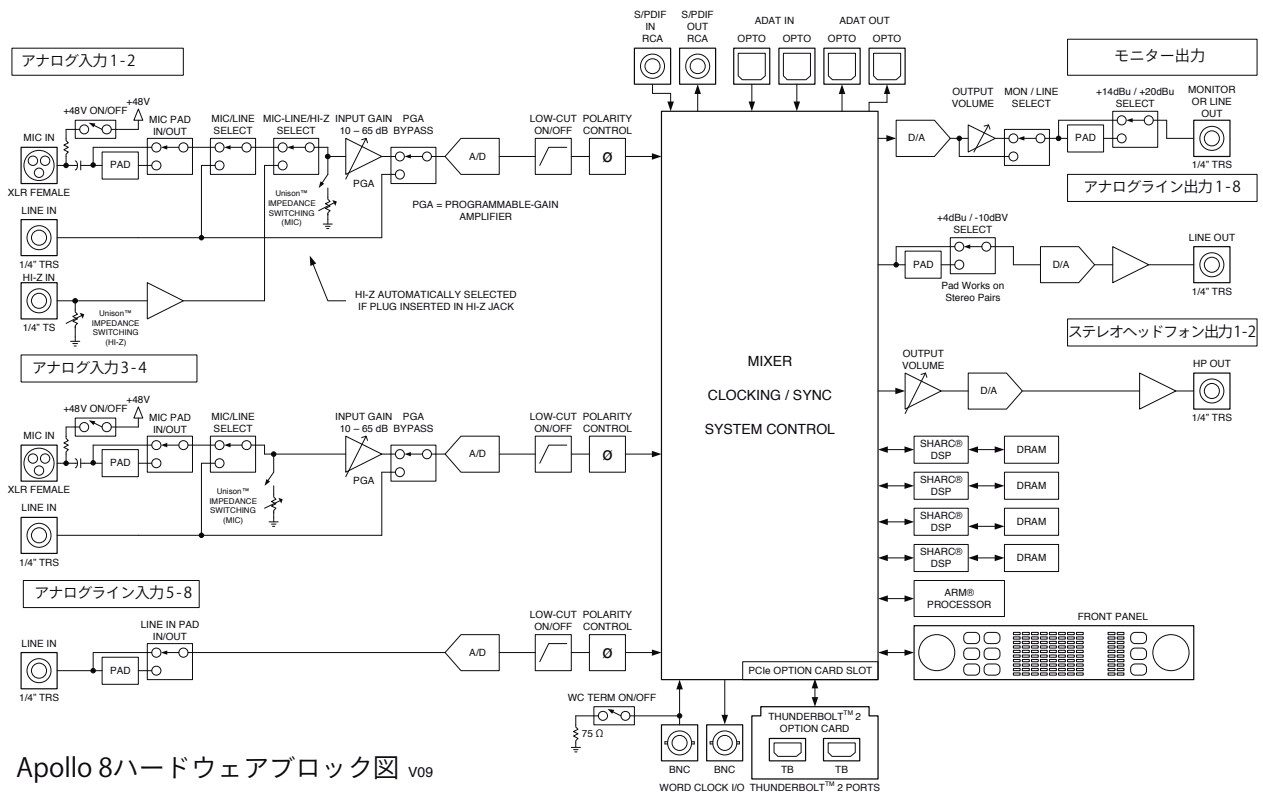 S/PDIF IN RCA
S/PDIF OUT RCA
ADAT IN
OPTO
OPTO
ADAT OUT
OPTO
OPTO
アナログ入力1-2
+48V ON/OFF
+48V
MIC IN
XLR FEMALE
PAD
MIC PAD
IN/OUT
MIC/LINE
SELECT
MIC-LINE/HI-Z
SELECT
INPUT GAIN
10 – 65 dB
PGA
PGA
BYPASS
A/D
LOW-CUT
ON/OFF
POLARITY
CONTROL
Ø
Unison™
IMPEDANCE
SWITCHING
(MIC)
PGA = PROGRAMMABLE-GAIN
AMPLIFIER
LINE IN
1/4" TRS
HI-Z IN
1/4" TS
Unison™
IMPEDANCE
SWITCHING
(HI-Z)
HI-Z AUTOMATICALLY SELECTED
IF PLUG INSERTED IN HI-Z JACK
アナログ入力3-4
+48V ON/OFF
+48V
MIC IN
XLR FEMALE
PAD
MIC PAD
IN/OUT
MIC/LINE
SELECT
INPUT GAIN
10 – 65 dB
PGA
PGA
BYPASS
A/D
LOW-CUT
ON/OFF
POLARITY
CONTROL
Ø
Unison™
IMPEDANCE
SWITCHING
(MIC)
LINE IN
1/4" TRS
アナログライン入力5-8
LINE IN PAD
IN/OUT
LINE IN
1/4" TRS
PAD
A/D
LOW-CUT
ON/OFF
POLARITY
CONTROL
Ø
MIXER
CLOCKING / SYNC
SYSTEM CONTROL
PCIe OPTION CARD SLOT
モニター出力
D/A
OUTPUT
VOLUME
MON / LINE
SELECT
PAD
+14dBu / +20dBu
SELECT
MONITOR
OR LINE
OUT
1/4" TRS
アナログライン出力1-8
+4dBu / -10dBV
SELECT
PAD
Pad Works on
Stereo Pairs
D/A
LINE OUT
1/4" TRS
ステレオヘッドフォン出力1-2
OUTPUT
VOLUME
D/A
HP OUT
1/4" TRS
SHARC®
DSP
DRAM
SHARC®
DSP
DRAM
SHARC®
DSP
DRAM
SHARC®
DSP
DRAM
ARM®
PROCESSOR
FRONT PANEL
WC TERM ON/OFF
75 Ω
BNC
BNC
WORD CLOCK I/O
THUNDERBOLT™ 2
OPTION CARD
TB
TB
THUNDERBOLT™ 2 PORTS
Apollo 8ハードウェアブロック図 V09